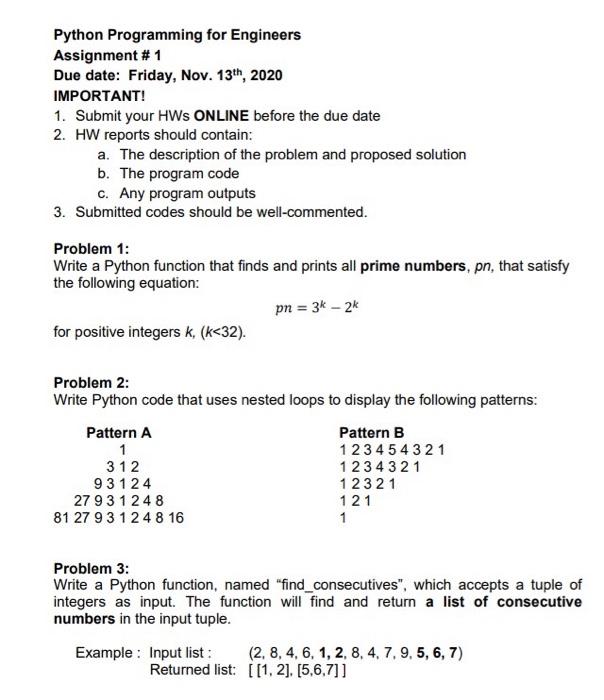 Python Programming for Engineers
Assignment # 1
Due date: Friday, Nov. 13th, 2020
IMPORTANT!
1. Submit your HWs ONLINE before the due date
2. HW reports should contain:
a. The description of the problem and proposed solution
b. The program code
c. Any program outputs
3. Submitted codes should be well-commented.
Problem 1:
Write a Python function that finds and prints all prime numbers, pn, that satisfy
the following equation:
pn = 3^k − 2^k
for positive integers k, (k<32).
Problem 2:
Write Python code that uses nested loops to display the following patterns:
Pattern A
1
3 1 2
9 3 1 2 4
27 9 3 1 2 4 8
81 27 9 3 1 2 4 8 16
Pattern B
1 2 3 4 5 4 3 2 1
1 2 3 4 3 2 1
1 2 3 2 1
1 2 1
1
Problem 3:
Write a Python function, named “find_consecutives”, which accepts a tuple of
integers as input. The function will find and return a list of consecutive
numbers in the input tuple.
Example : Input list : (2, 8, 4, 6, 1, 2, 8, 4, 7, 9, 5, 6, 7)
Returned list: [ [1, 2], [5,6,7] ]